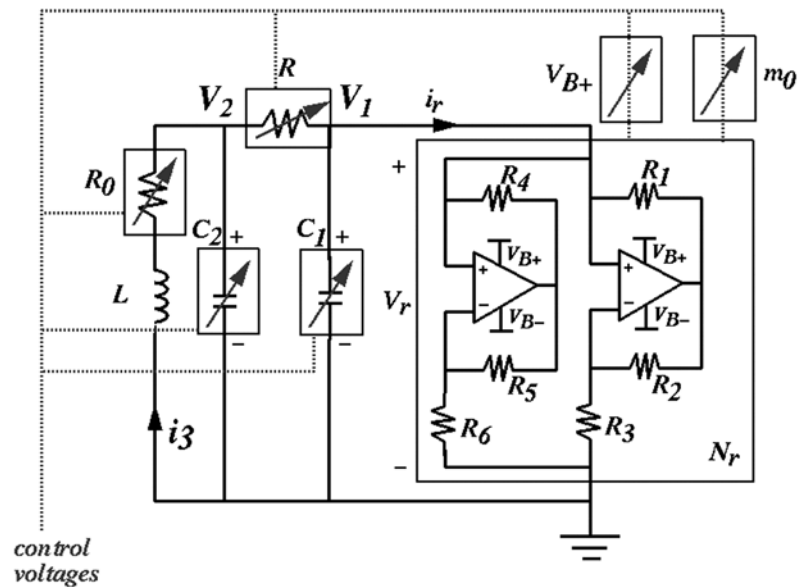 R
V2
V1
ir
VB+
m0
R0
+
R4
R1
C2 +
C1 +
+
VB+
+
VB+
L
Vr
−
VB−
−
VB−
−
−
R5
R2
i3
R6
R3
−
Nr
control
voltages